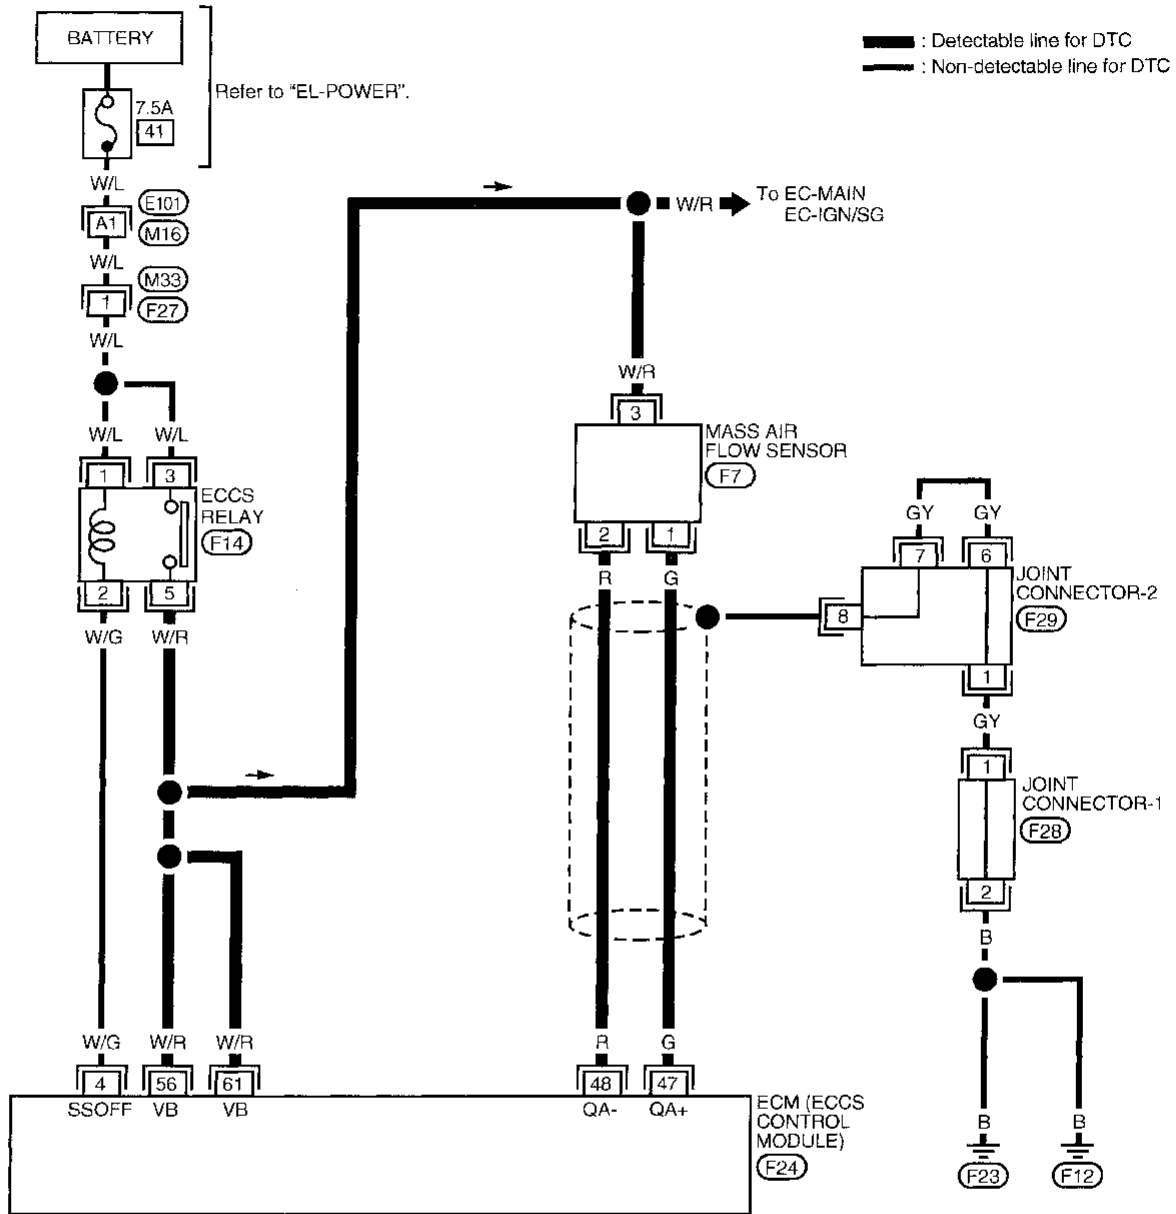 BATTERY
: Detectable line for DTC
: Non-detectable line for DTC
Refer to "EL-POWER".
7.5A
41
W/L
E101
A1
M16
W/R
To EC-MAIN
EC-IGN/SG
W/L
M33
1
F27
W/L
W/R
3
W/L W/L
MASS AIR
FLOW SENSOR
F7
1 3
ECCS
RELAY
F14
GY GY
2 1
7 6
R G
JOINT
CONNECTOR-2
F29
2 5
8
W/G W/R
1
GY
1
JOINT
CONNECTOR-1
F28
2
B
W/G W/R W/R
R G
4 56 61
48 47
SSOFF VB VB
QA- QA+
ECM (ECCS
CONTROL
MODULE)
F24
B B
F23 F12